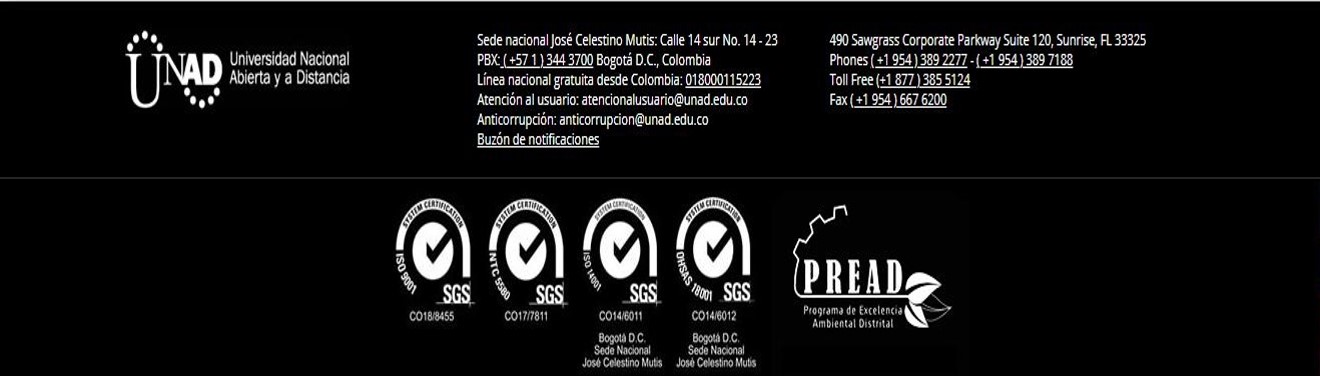 UNAD
Universidad Nacional
Abierta y a Distancia
Sede nacional José Celestino Mutis: Calle 14 sur No. 14 - 23
PBX: ( +57 1 ) 344 3700 Bogotá D.C., Colombia
Línea nacional gratuita desde Colombia: 018000115223
Atención al usuario: atencionalusuario@unad.edu.co
Anticorrupción: anticorrupcion@unad.edu.co
Buzón de notificaciones
490 Sawgrass Corporate Parkway Suite 120, Sunrise, FL 33325
Phones ( +1 954 ) 389 2277 - ( +1 954 ) 389 7188
Toll Free (+1 877 ) 385 5124
Fax ( +1 954 ) 667 6200
SYSTEM CERTIFICATION
ISO 9001
SGS
CO18/8455
SYSTEM CERTIFICATION
NTC 5580
SGS
CO17/7811
SYSTEM CERTIFICATION
ISO 14001
SGS
CO14/6011
Bogotá D.C.
Sede Nacional
José Celestino Mutis
SYSTEM CERTIFICATION
OHSAS 18001
SGS
CO14/6012
Bogotá D.C.
Sede Nacional
José Celestino Mutis
PREAD
Programa de Excelencia
Ambiental Distrital